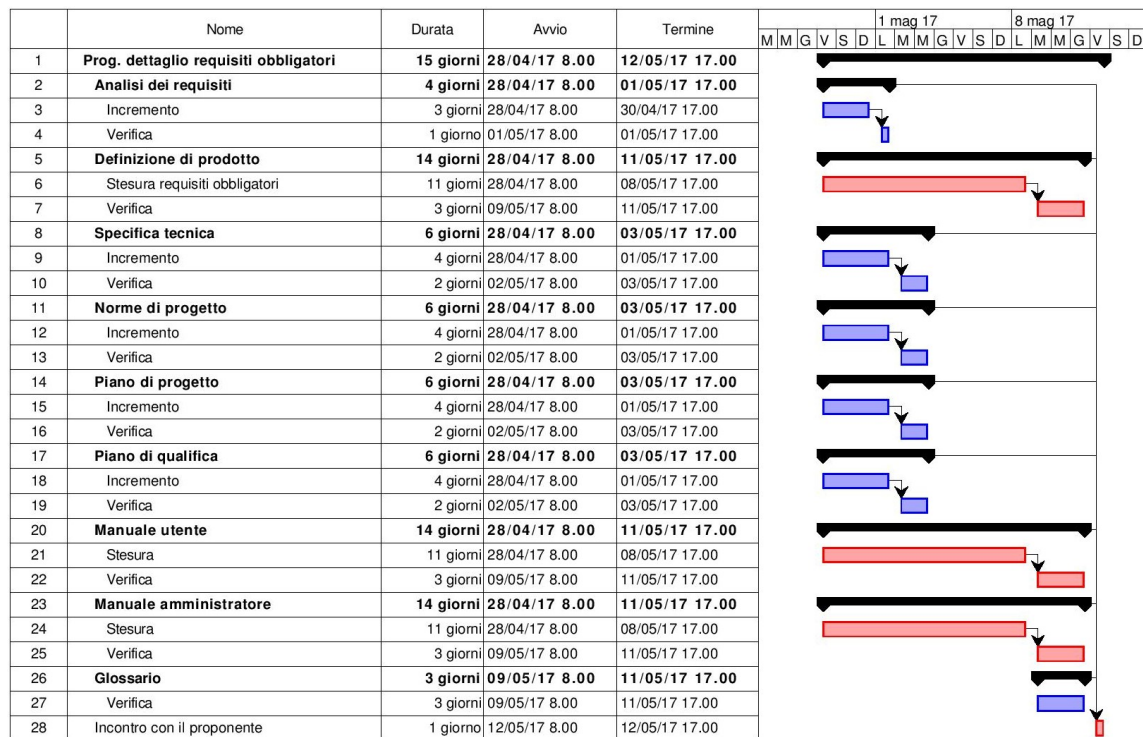 Nome Durata Avvio Termine 1 mag 17 8 mag 17
M M G V S D L M M G V S D L M M G V S D
1 Prog. dettaglio requisiti obbligatori 15 giorni 28/04/17 8.00 12/05/17 17.00
2 Analisi dei requisiti 4 giorni 28/04/17 8.00 01/05/17 17.00
3 Incremento 3 giorni 28/04/17 8.00 30/04/17 17.00
4 Verifica 1 giorno 01/05/17 8.00 01/05/17 17.00
5 Definizione di prodotto 14 giorni 28/04/17 8.00 11/05/17 17.00
6 Stesura requisiti obbligatori 11 giorni 28/04/17 8.00 08/05/17 17.00
7 Verifica 3 giorni 09/05/17 8.00 11/05/17 17.00
8 Specifica tecnica 6 giorni 28/04/17 8.00 03/05/17 17.00
9 Incremento 4 giorni 28/04/17 8.00 01/05/17 17.00
10 Verifica 2 giorni 02/05/17 8.00 03/05/17 17.00
11 Norme di progetto 6 giorni 28/04/17 8.00 03/05/17 17.00
12 Incremento 4 giorni 28/04/17 8.00 01/05/17 17.00
13 Verifica 2 giorni 02/05/17 8.00 03/05/17 17.00
14 Piano di progetto 6 giorni 28/04/17 8.00 03/05/17 17.00
15 Incremento 4 giorni 28/04/17 8.00 01/05/17 17.00
16 Verifica 2 giorni 02/05/17 8.00 03/05/17 17.00
17 Piano di qualifica 6 giorni 28/04/17 8.00 03/05/17 17.00
18 Incremento 4 giorni 28/04/17 8.00 01/05/17 17.00
19 Verifica 2 giorni 02/05/17 8.00 03/05/17 17.00
20 Manuale utente 14 giorni 28/04/17 8.00 11/05/17 17.00
21 Stesura 11 giorni 28/04/17 8.00 08/05/17 17.00
22 Verifica 3 giorni 09/05/17 8.00 11/05/17 17.00
23 Manuale amministratore 14 giorni 28/04/17 8.00 11/05/17 17.00
24 Stesura 11 giorni 28/04/17 8.00 08/05/17 17.00
25 Verifica 3 giorni 09/05/17 8.00 11/05/17 17.00
26 Glossario 3 giorni 09/05/17 8.00 11/05/17 17.00
27 Verifica 3 giorni 09/05/17 8.00 11/05/17 17.00
28 Incontro con il proponente 1 giorno 12/05/17 8.00 12/05/17 17.00